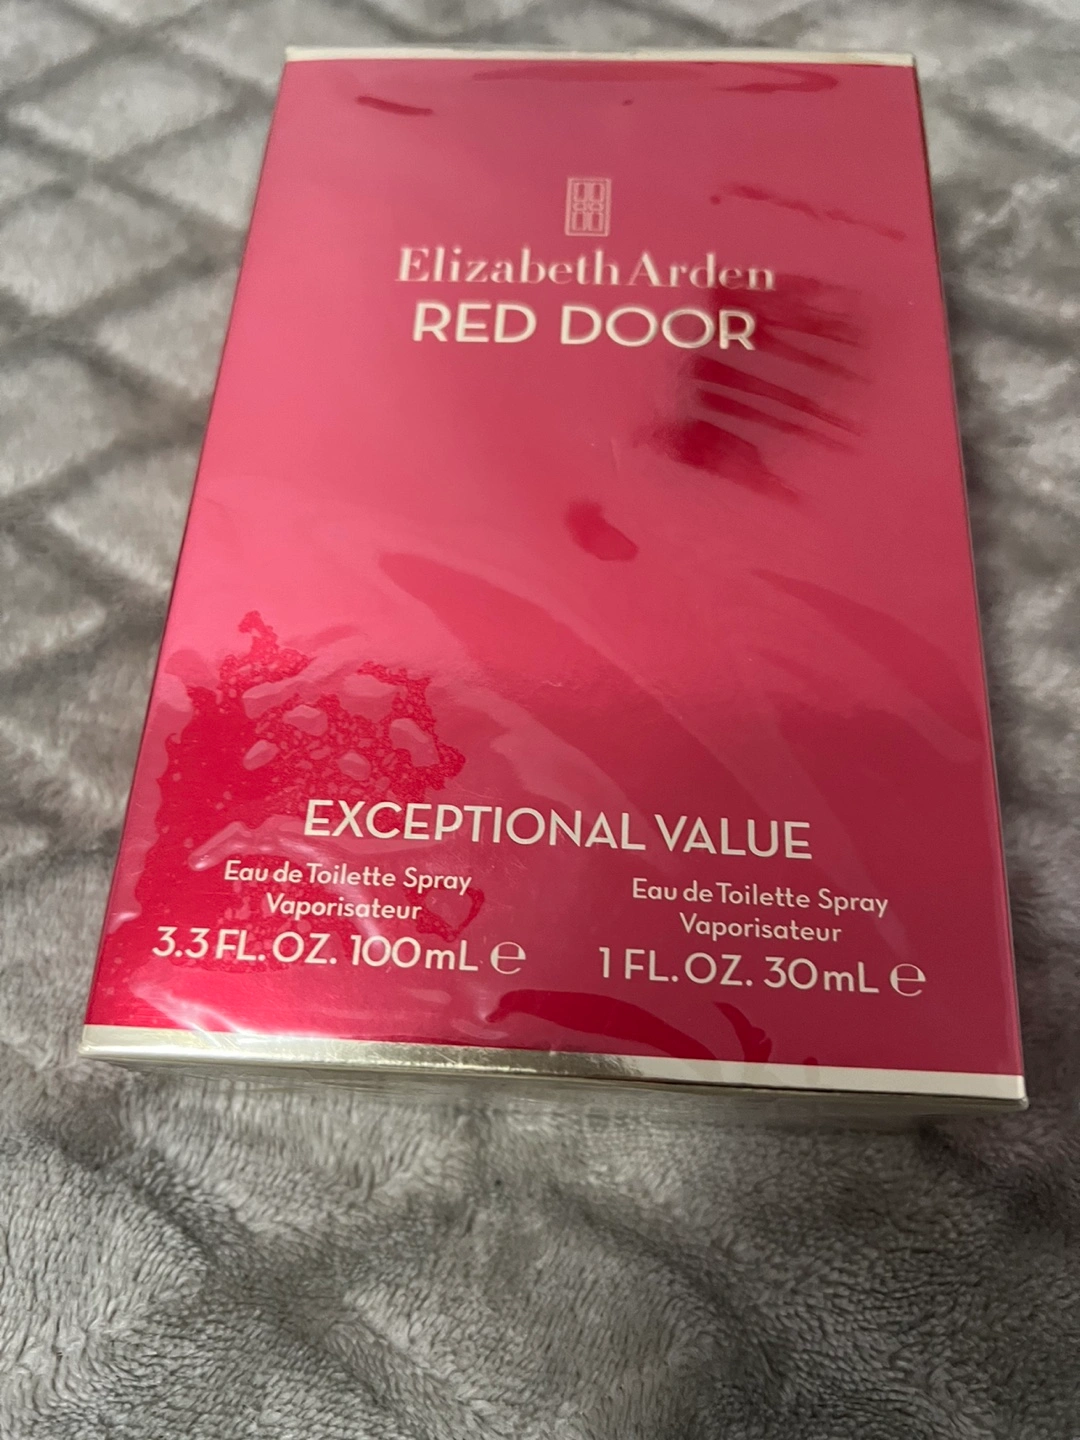 Elizabeth Arden
RED DOOR
EXCEPTIONAL VALUE
Eau de Toilette Spray
Vaporisateur
3.3 FL. OZ. 100mL ℮
Eau de Toilette Spray
Vaporisateur
1 FL. OZ. 30mL ℮